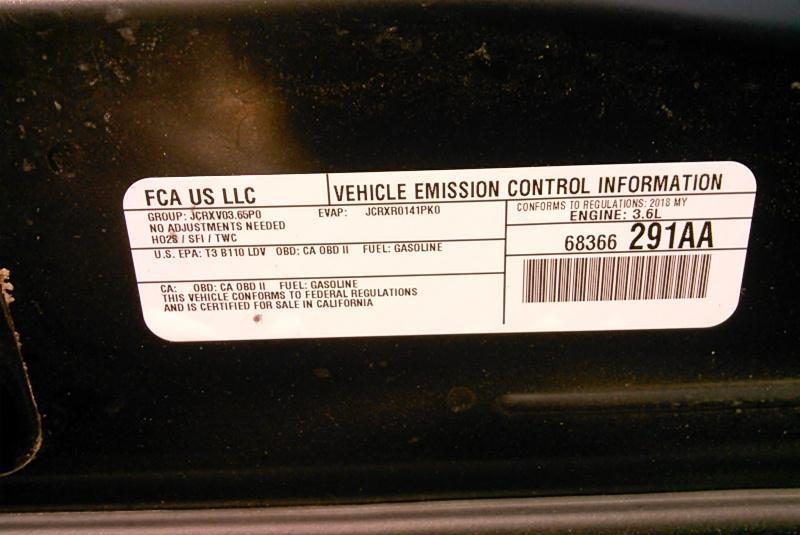 FCA US LLC
VEHICLE EMISSION CONTROL INFORMATION
GROUP: JCRXV03.65P0 EVAP: JCRXR0141PK0
NO ADJUSTMENTS NEEDED
HO2S / SFI / TWC
U.S. EPA: T3 B110 LDV OBD: CA OBD II FUEL: GASOLINE
CA: OBD: CA OBD II FUEL: GASOLINE
THIS VEHICLE CONFORMS TO FEDERAL REGULATIONS
AND IS CERTIFIED FOR SALE IN CALIFORNIA
CONFORMS TO REGULATIONS: 2018 MY
ENGINE: 3.6L
68366 291AA